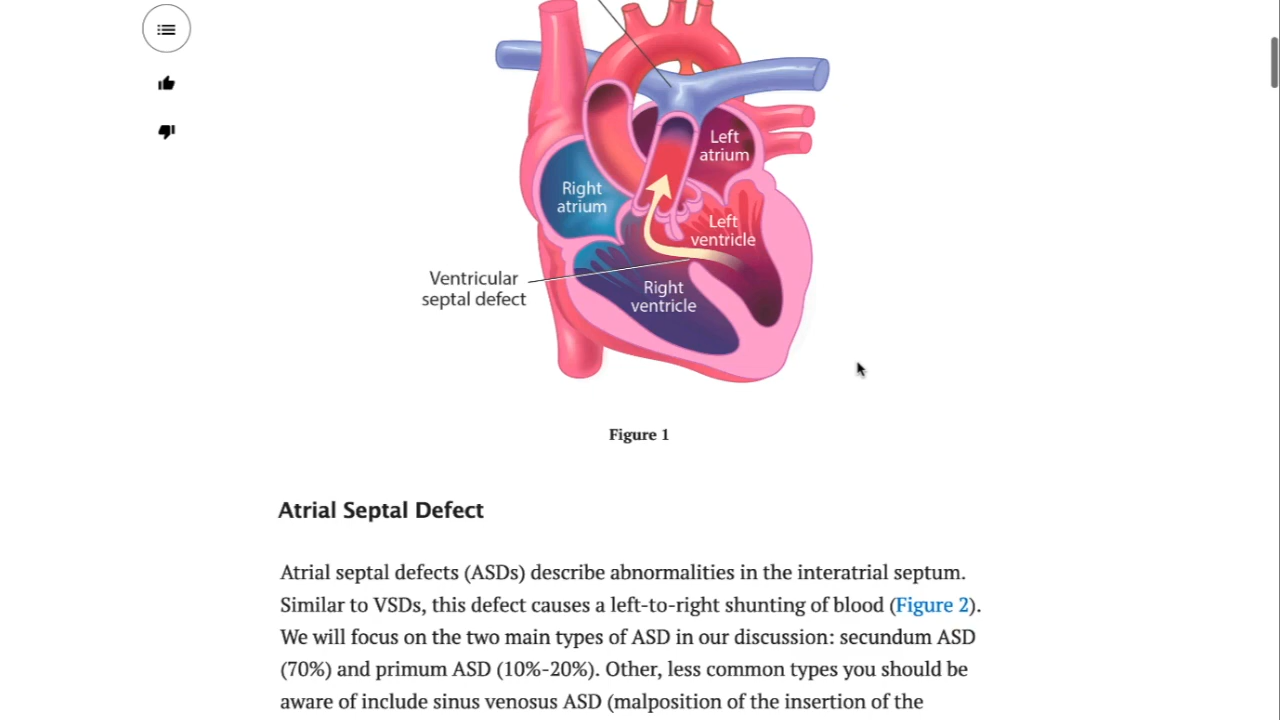 Left
atrium
Right
atrium
Left
ventricle
Ventricular
septal defect
Right
ventricle
Figure 1
Atrial Septal Defect
Atrial septal defects (ASDs) describe abnormalities in the interatrial septum.
Similar to VSDs, this defect causes a left-to-right shunting of blood (Figure 2).
We will focus on the two main types of ASD in our discussion: secundum ASD
(70%) and primum ASD (10%-20%). Other, less common types you should be
aware of include sinus venosus ASD (malposition of the insertion of the